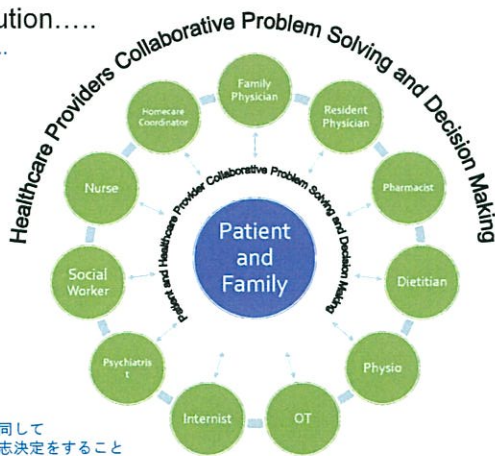 ution.....
..
Healthcare Providers Collaborative Problem Solving and Decision Making
Family
Physician
Homecare
Coordinator
Resident
Physician
Nurse
Pharmacist
Patient and Healthcare Provider Collaborative Problem Solving and Decision Making
Patient
and
Family
Social
Worker
Dietitian
Psychiatris
t
Physio
Internist
OT
同して
志決定をすること